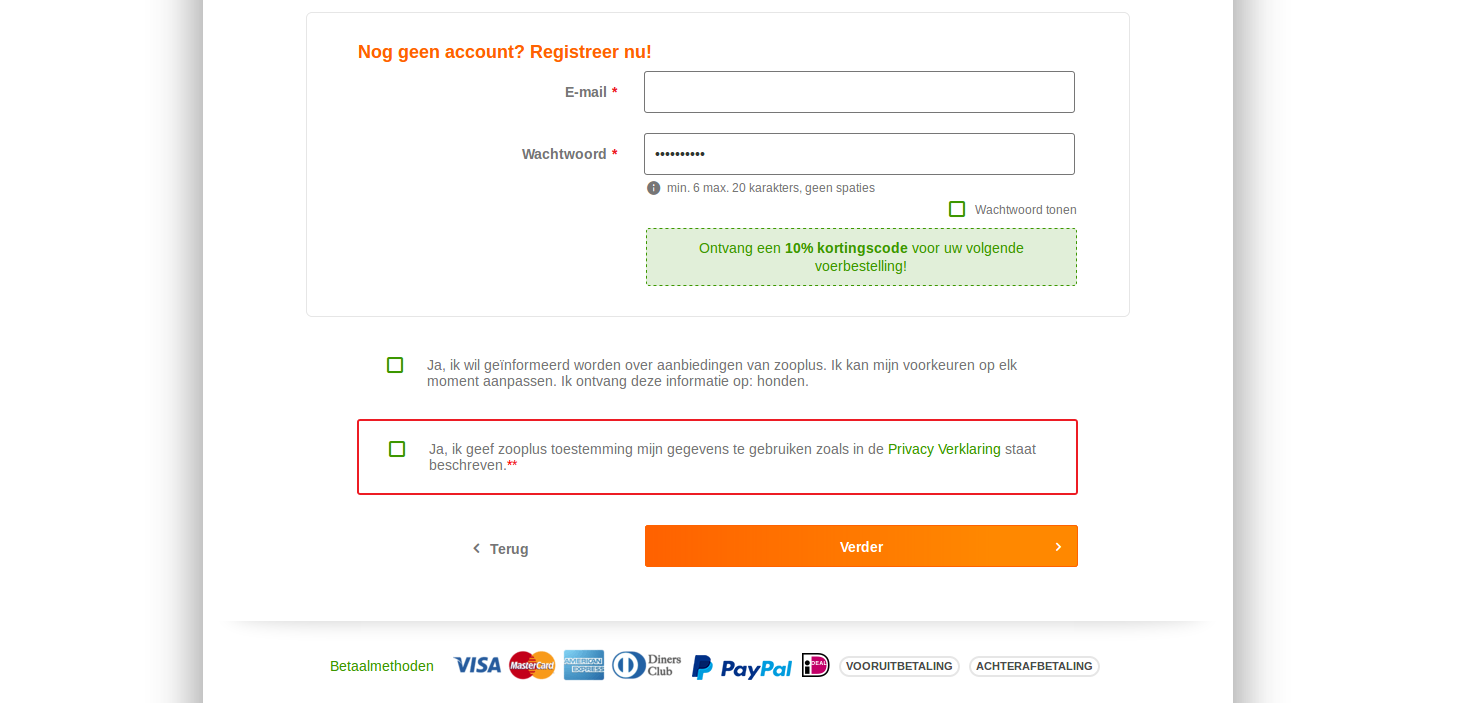 Nog geen account? Registreer nu!
E-mail *
Wachtwoord *
••••••••••
min. 6 max. 20 karakters, geen spaties
Wachtwoord tonen
Ontvang een 10% kortingscode voor uw volgende
voerbestelling!
Ja, ik wil geïnformeerd worden over aanbiedingen van zooplus. Ik kan mijn voorkeuren op elk
moment aanpassen. Ik ontvang deze informatie op: honden.
Ja, ik geef zooplus toestemming mijn gegevens te gebruiken zoals in de Privacy Verklaring staat
beschreven.**
Terug
Verder
Betaalmethoden VISA MasterCard AMERICAN EXPRESS Diners Club PayPal iDEAL VOORUITBETALING ACHTERAFBETALING